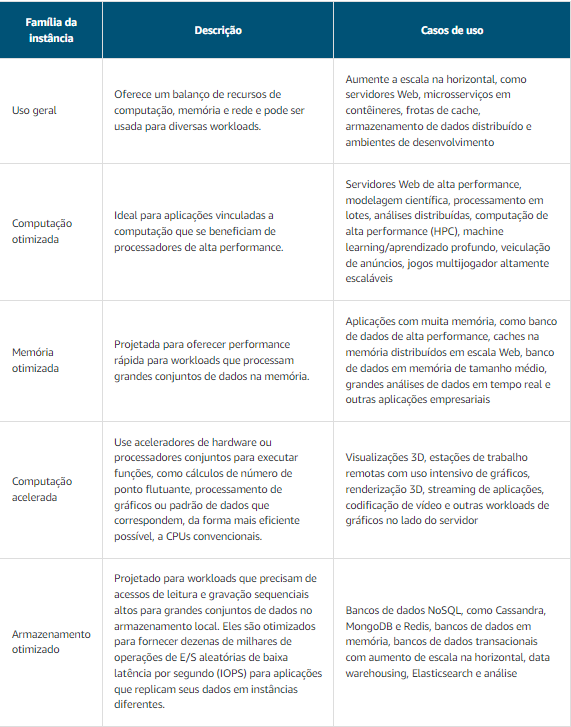 Família da
instância
Descrição
Casos de uso
Uso geral
Oferece um balanço de recursos de
computação, memória e rede e pode ser
usada para diversas workloads.
Aumente a escala na horizontal, como
servidores Web, microsserviços em
contêineres, frotas de cache,
armazenamento de dados distribuído e
ambientes de desenvolvimento
Computação
otimizada
Ideal para aplicações vinculadas a
computação que se beneficiam de
processadores de alta performance.
Servidores Web de alta performance,
modelagem científica, processamento em
lotes, análises distribuídas, computação de
alta performance (HPC), machine
learning/aprendizado profundo, veiculação
de anúncios, jogos multijogador altamente
escaláveis
Memória
otimizada
Projetada para oferecer performance
rápida para workloads que processam
grandes conjuntos de dados na memória.
Aplicações com muita memória, como banco
de dados de alta performance, caches na
memória distribuídos em escala Web, banco
de dados em memória de tamanho médio,
grandes análises de dados em tempo real e
outras aplicações empresariais
Computação
acelerada
Use aceleradores de hardware ou
processadores conjuntos para executar
funções, como cálculos de número de
ponto flutuante, processamento de
gráficos ou padrão de dados que
correspondem, da forma mais eficiente
possível, a CPUs convencionais.
Visualizações 3D, estações de trabalho
remotas com uso intensivo de gráficos,
renderização 3D, streaming de aplicações,
codificação de vídeo e outras workloads de
gráficos no lado do servidor
Armazenamento
otimizado
Projetado para workloads que precisam de
acessos de leitura e gravação sequenciais
altos para grandes conjuntos de dados no
armazenamento local. Eles são otimizados
para fornecer dezenas de milhares de
operações de E/S aleatórias de baixa
latência por segundo (IOPS) para aplicações
que replicam seus dados em instâncias
diferentes.
Bancos de dados NoSQL, como Cassandra,
MongoDB e Redis, bancos de dados em
memória, bancos de dados transacionais
com aumento de escala na horizontal, data
warehousing, Elasticsearch e análise